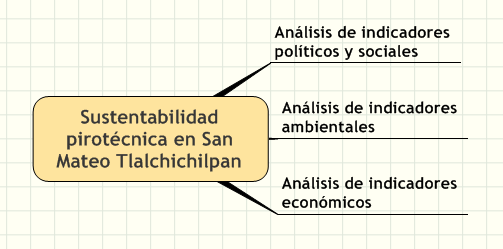 Análisis de indicadores
políticos y sociales
Sustentabilidad
pirotécnica en San
Mateo Tlalchichilpan
Análisis de indicadores
ambientales
Análisis de indicadores
económicos